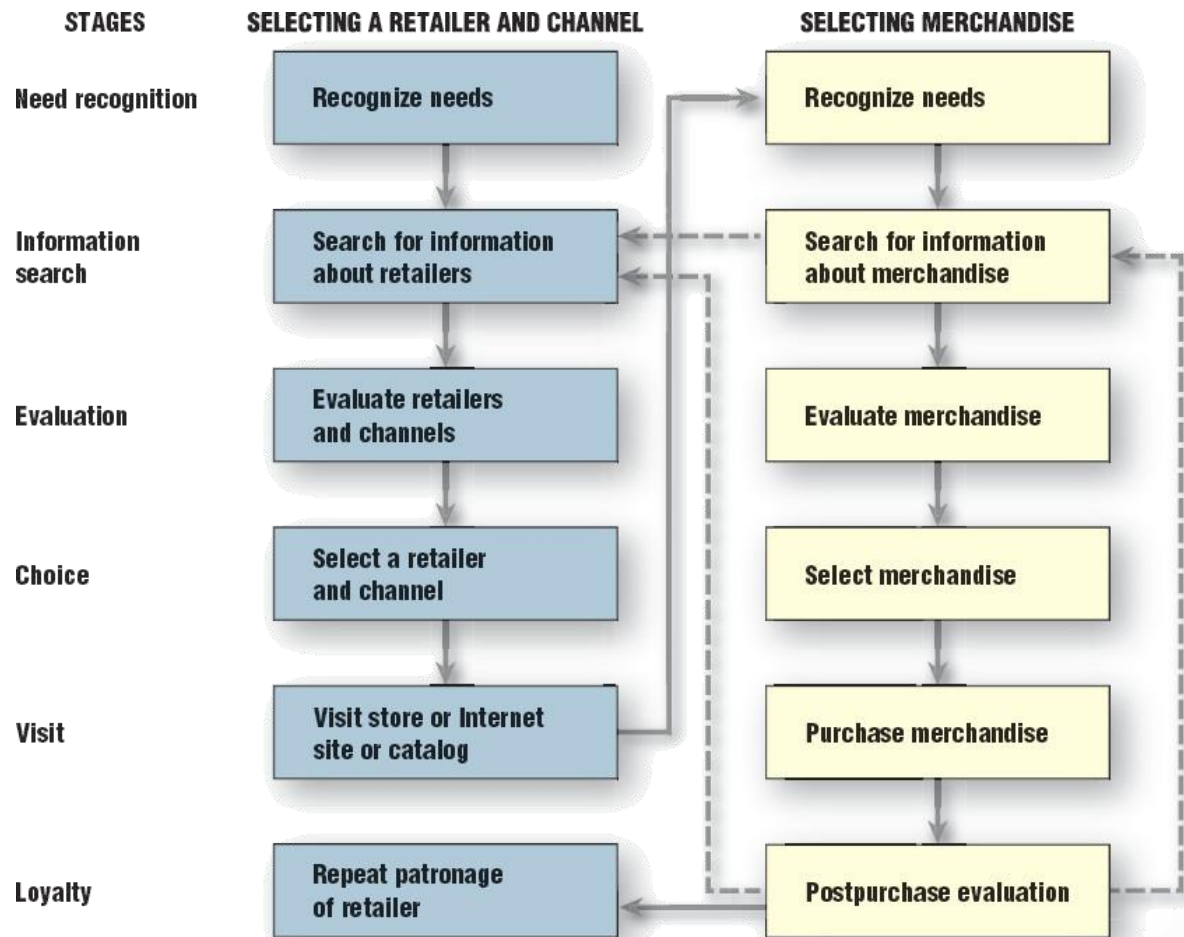 STAGES
SELECTING A RETAILER AND CHANNEL
SELECTING MERCHANDISE
Need recognition
Recognize needs
Recognize needs
Information
search
Search for information
about retailers
Search for information
about merchandise
Evaluation
Evaluate retailers
and channels
Evaluate merchandise
Choice
Select a retailer
and channel
Select merchandise
Visit
Visit store or Internet
site or catalog
Purchase merchandise
Loyalty
Repeat patronage
of retailer
Postpurchase evaluation